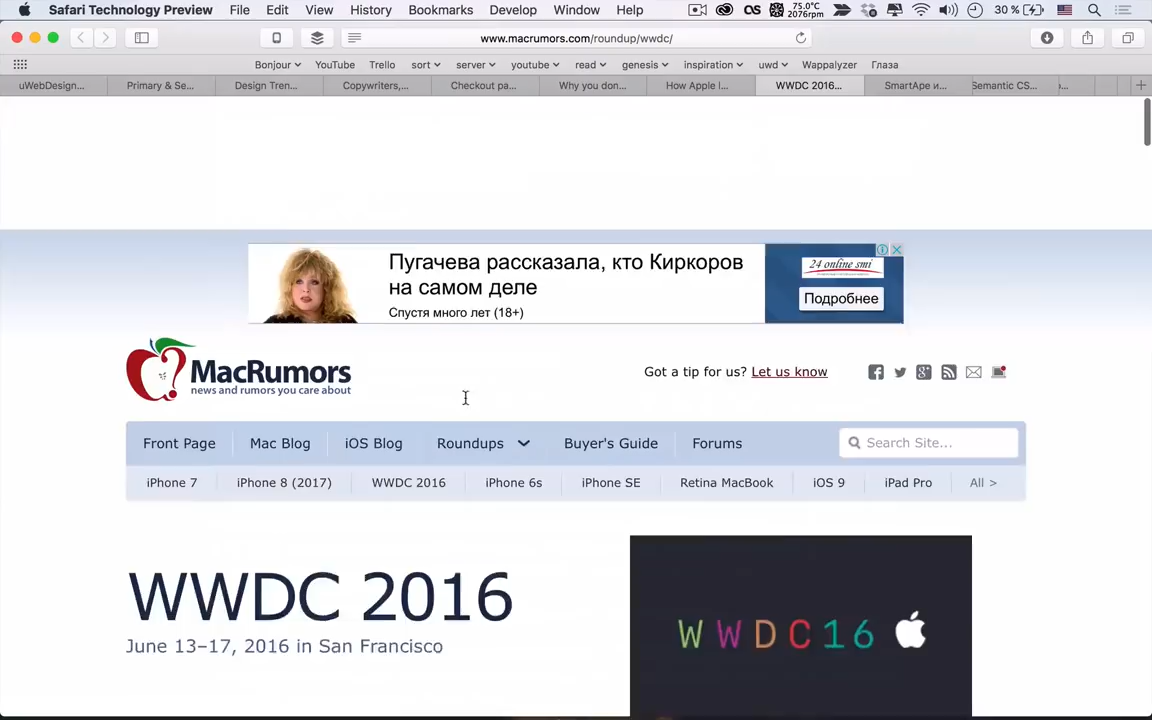 Safari Technology Preview File Edit View History Bookmarks Develop Window Help 75.0°C 2076rpm 30 %
www.macrumors.com/roundup/wwdc/
Bonjour YouTube Trello sort server youtube read genesis inspiration uwd Wappalyzer Глаза
uWebDesign... Primary & Se... Design Tren... Copywriters,... Checkout pa... Why you don... How Apple I... WWDC 2016... SmartApe и... Semantic CS...
Пугачева рассказала, кто Киркоров
на самом деле
Спустя много лет (18+)
24 online smi
Подробнее
MacRumors
news and rumors you care about
Got a tip for us? Let us know
Front Page Mac Blog iOS Blog Roundups Buyer's Guide Forums Search Site...
iPhone 7 iPhone 8 (2017) WWDC 2016 iPhone 6s iPhone SE Retina MacBook iOS 9 iPad Pro All >
WWDC 2016
June 13–17, 2016 in San Francisco
WWDC16